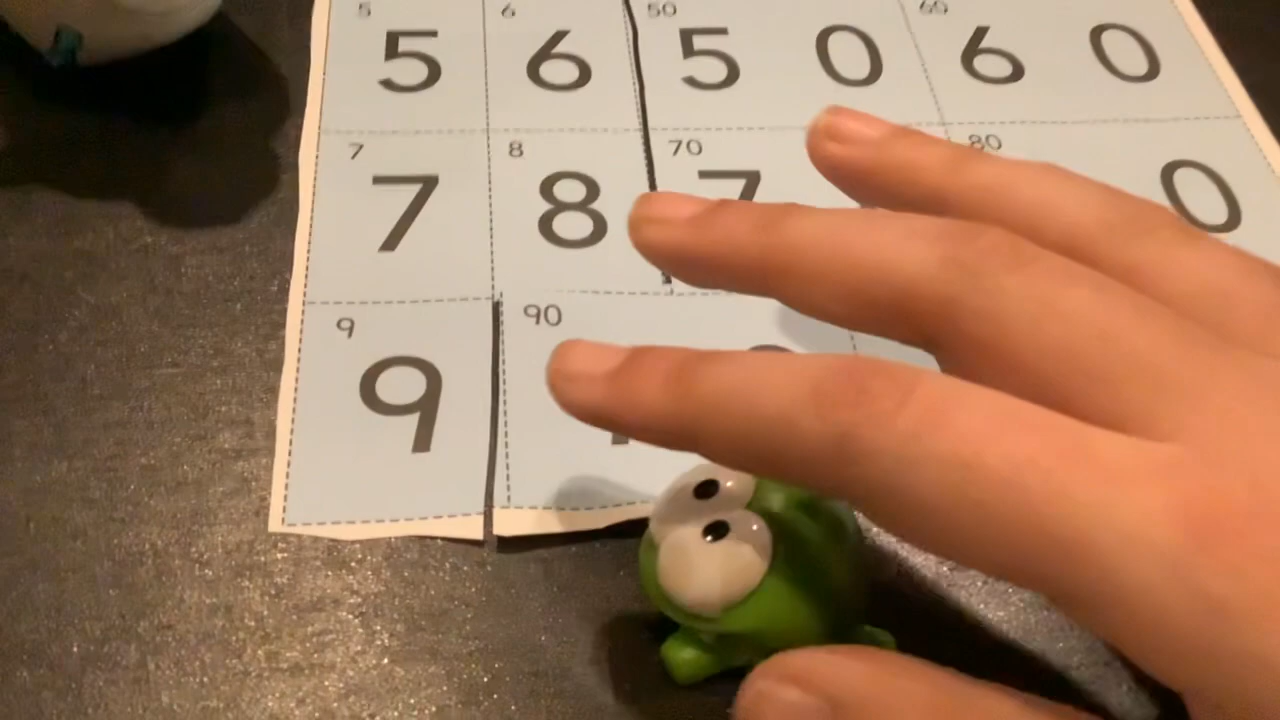 5 6 50 60
5 6 5 0 6 0
7 8 70 80
7 8 7 0
9 90
9